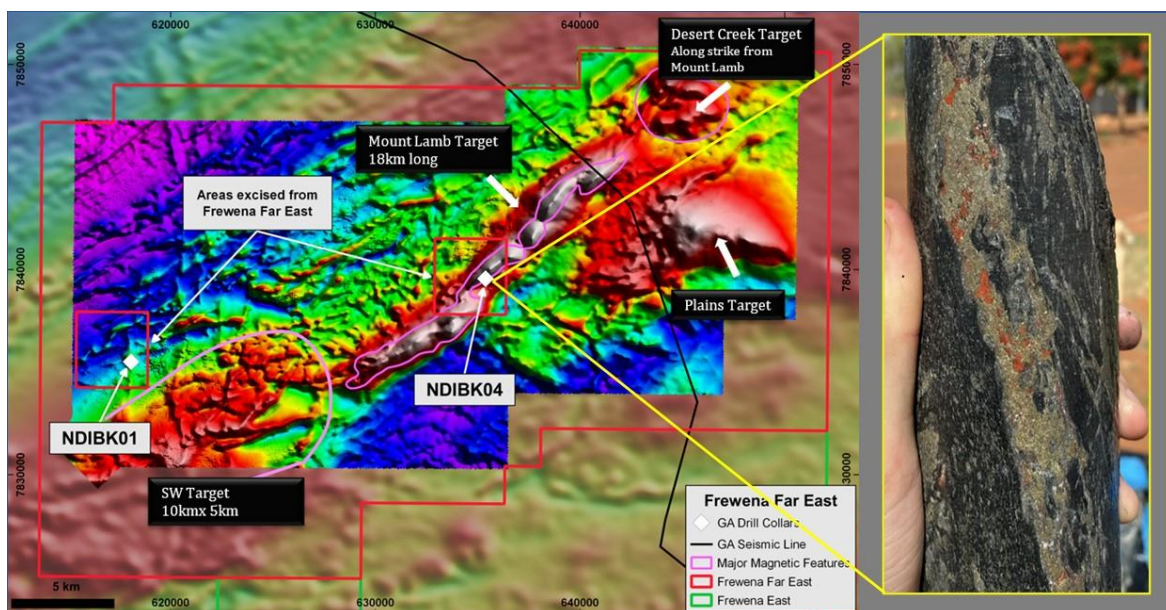 620000
630000
640000
7850000
7840000
7830000
7850000
7840000
Desert Creek Target
Along strike from
Mount Lamb
Mount Lamb Target
18km long
Areas excised from
Frewena Far East
Plains Target
NDIBK04
NDIBK01
SW Target
10kmx 5km
Frewena Far East
GA Drill Collars
GA Seismic Line
Major Magnetic Features
Frewena Far East
Frewena East
5 km
620000
630000
640000